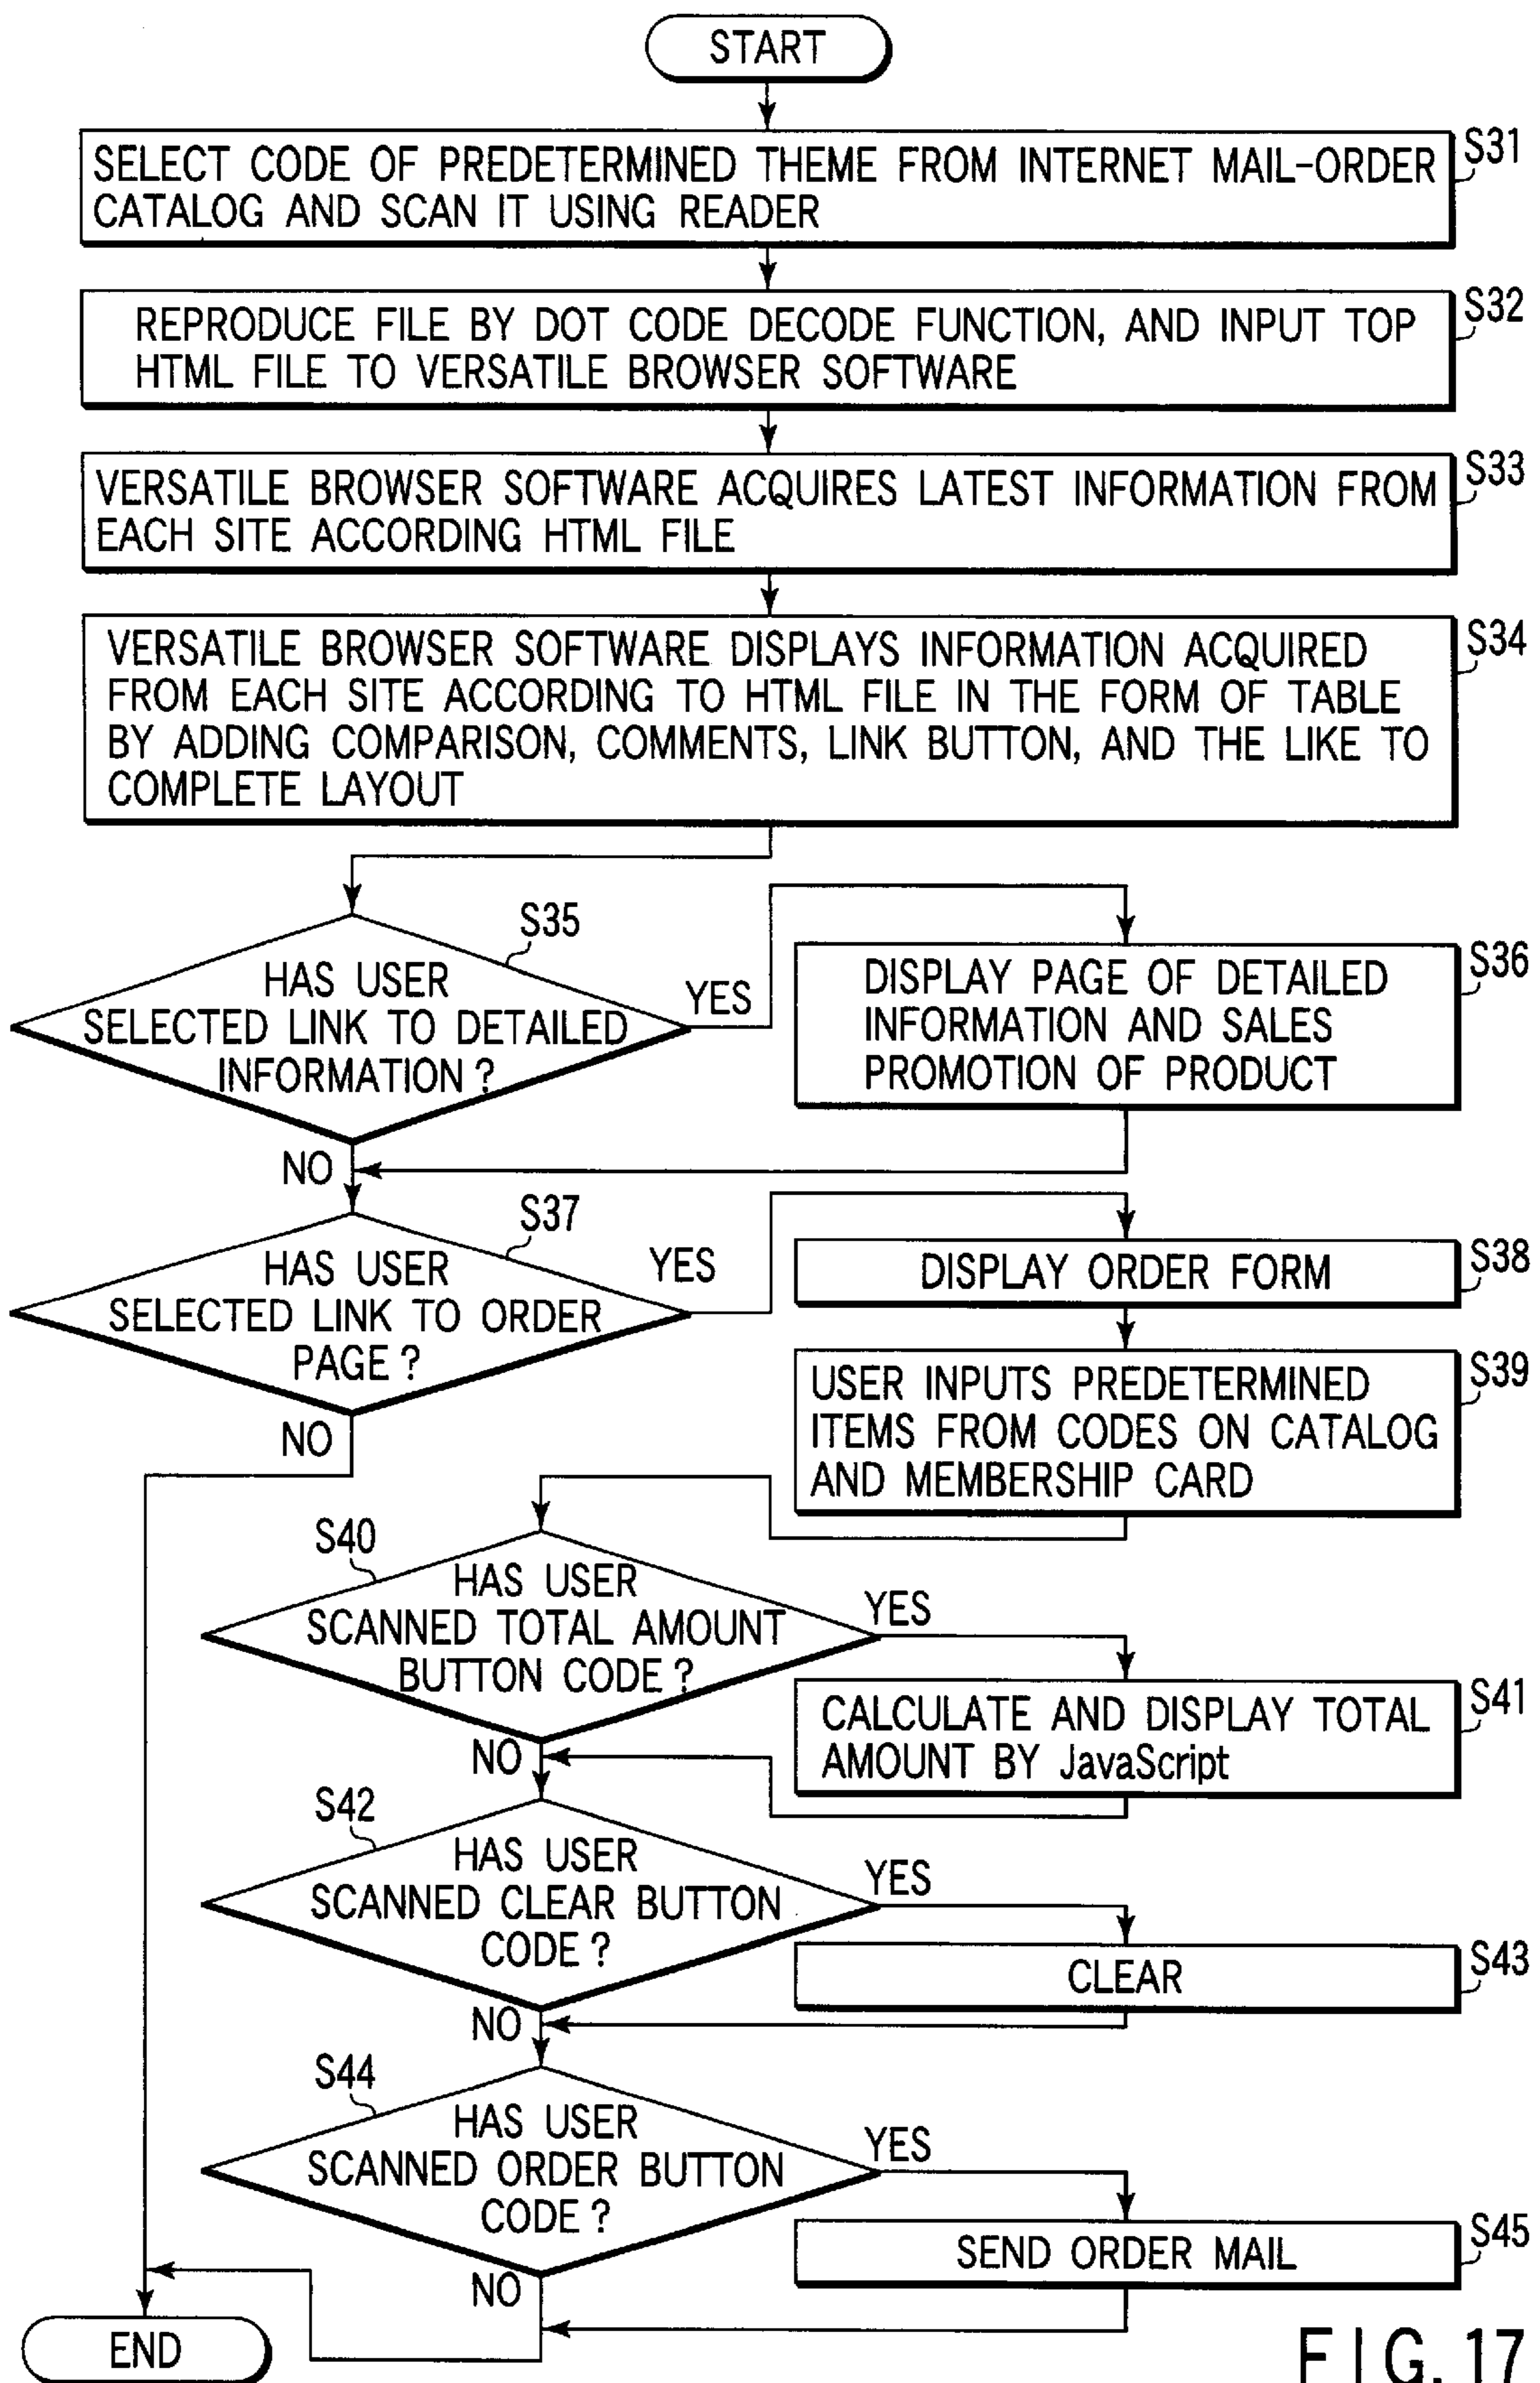 START
S31
SELECT CODE OF PREDETERMINED THEME FROM INTERNET MAIL-ORDER
CATALOG AND SCAN IT USING READER
S32
REPRODUCE FILE BY DOT CODE DECODE FUNCTION, AND INPUT TOP
HTML FILE TO VERSATILE BROWSER SOFTWARE
S33
VERSATILE BROWSER SOFTWARE ACQUIRES LATEST INFORMATION FROM
EACH SITE ACCORDING HTML FILE
S34
VERSATILE BROWSER SOFTWARE DISPLAYS INFORMATION ACQUIRED
FROM EACH SITE ACCORDING TO HTML FILE IN THE FORM OF TABLE
BY ADDING COMPARISON, COMMENTS, LINK BUTTON, AND THE LIKE TO
COMPLETE LAYOUT
S35
HAS USER
SELECTED LINK TO DETAILED
INFORMATION ?
YES
S36
DISPLAY PAGE OF DETAILED
INFORMATION AND SALES
PROMOTION OF PRODUCT
NO
S37
HAS USER
SELECTED LINK TO ORDER
PAGE ?
YES
S38
DISPLAY ORDER FORM
S39
USER INPUTS PREDETERMINED
ITEMS FROM CODES ON CATALOG
AND MEMBERSHIP CARD
NO
S40
HAS USER
SCANNED TOTAL AMOUNT
BUTTON CODE ?
YES
S41
CALCULATE AND DISPLAY TOTAL
AMOUNT BY JavaScript
NO
S42
HAS USER
SCANNED CLEAR BUTTON
CODE ?
YES
S43
CLEAR
NO
S44
HAS USER
SCANNED ORDER BUTTON
CODE ?
YES
S45
SEND ORDER MAIL
NO
END
FIG. 17